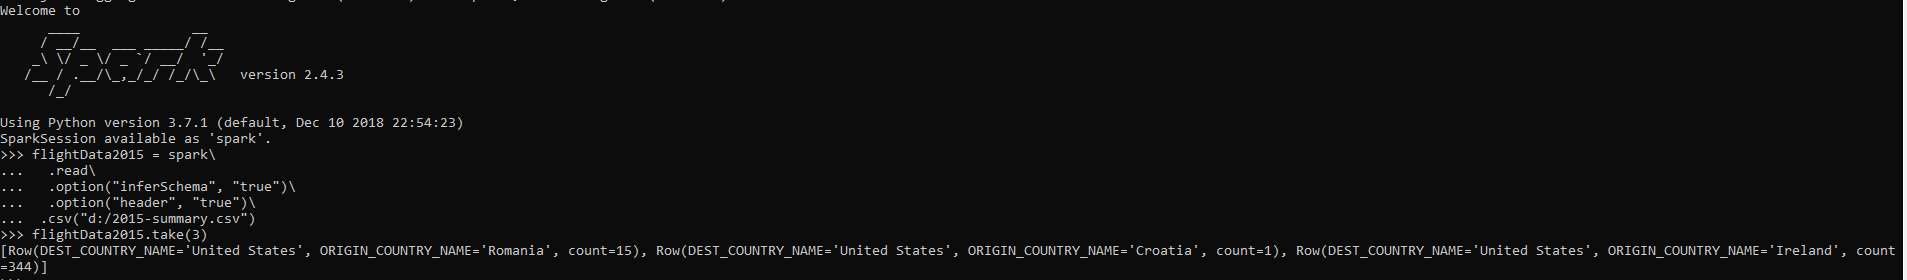 Welcome to
      ____              __
     / __/__  ___ _____/ /__
    _\ \/ _ \/ _ `/ __/  '_/
   /__ / .__/\_,_/_/ /_/\_\   version 2.4.3
      /_/
Using Python version 3.7.1 (default, Dec 10 2018 22:54:23)
SparkSession available as 'spark'.
>>> flightData2015 = spark\
...   .read\
...   .option("inferSchema", "true")\
...   .option("header", "true")\
...  .csv("d:/2015-summary.csv")
>>> flightData2015.take(3)
[Row(DEST_COUNTRY_NAME='United States', ORIGIN_COUNTRY_NAME='Romania', count=15), Row(DEST_COUNTRY_NAME='United States', ORIGIN_COUNTRY_NAME='Croatia', count=1), Row(DEST_COUNTRY_NAME='United States', ORIGIN_COUNTRY_NAME='Ireland', count
=344)]